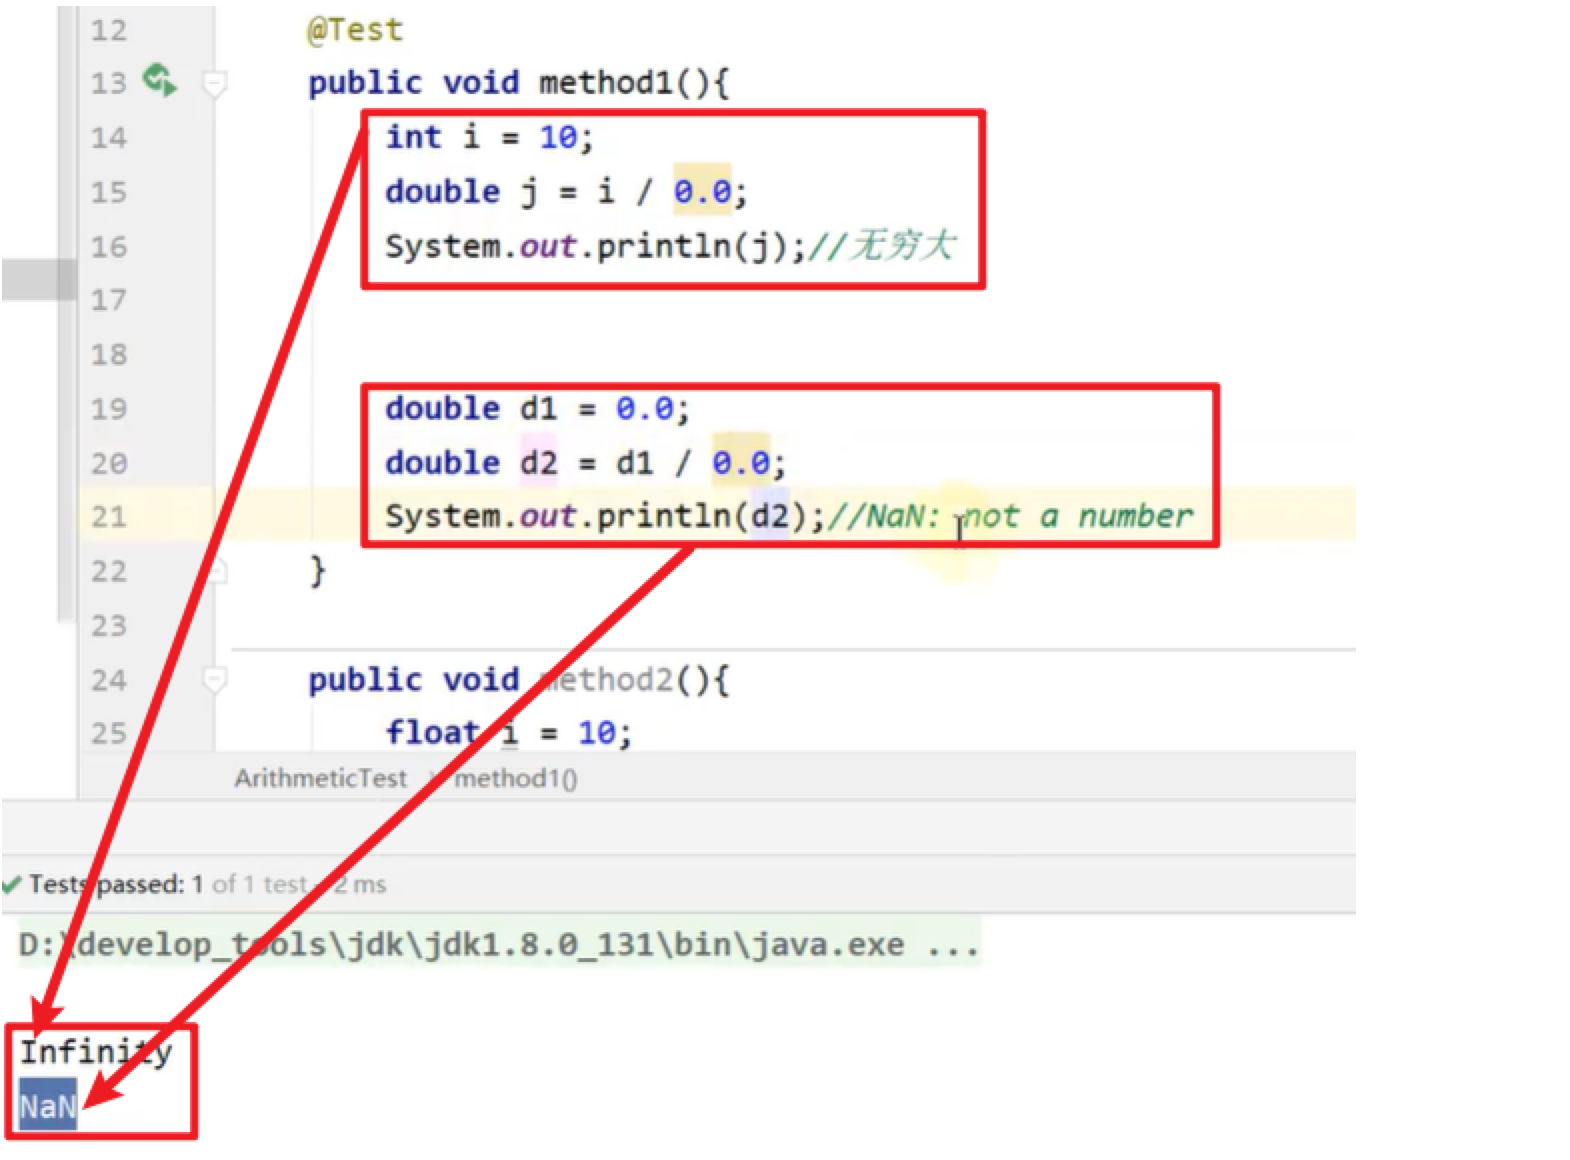 12 @Test
13 public void method1(){
14 int i = 10;
15 double j = i / 0.0;
16 System.out.println(j);//无穷大
17
18
19 double d1 = 0.0;
20 double d2 = d1 / 0.0;
21 System.out.println(d2);//NaN: not a number
22 }
23
24 public void method2(){
25 float i = 10;
ArithmeticTest method1()
Tests passed: 1 of 1 test – 2 ms
D:\develop_tools\jdk\jdk1.8.0_131\bin\java.exe ...
Infinity
NaN